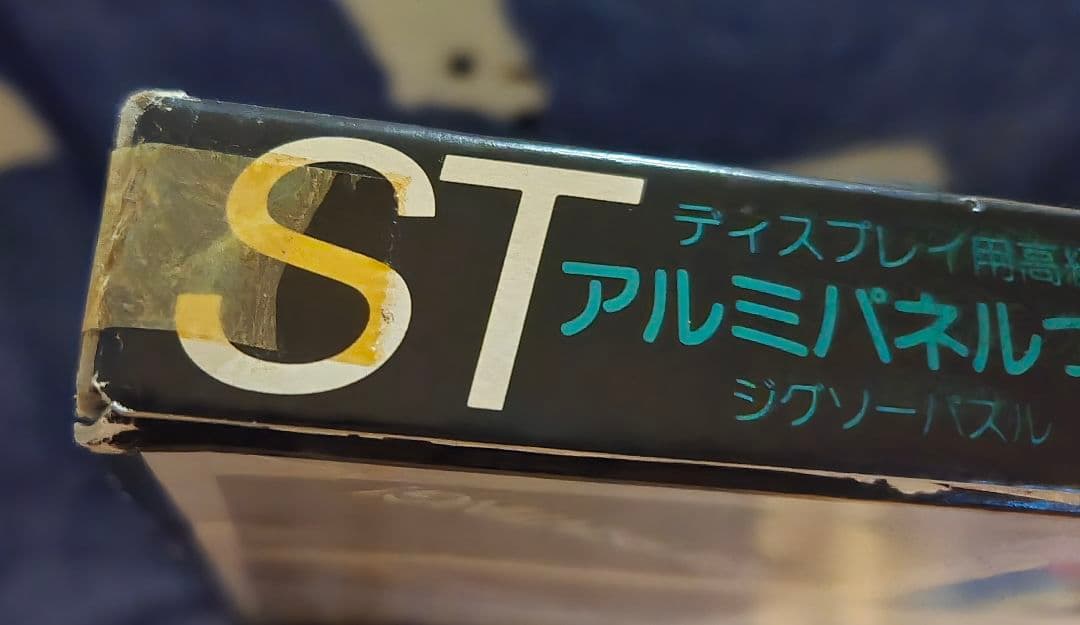 ST
ディスプレイ用高級
アルミパネル
ジグソーパズル